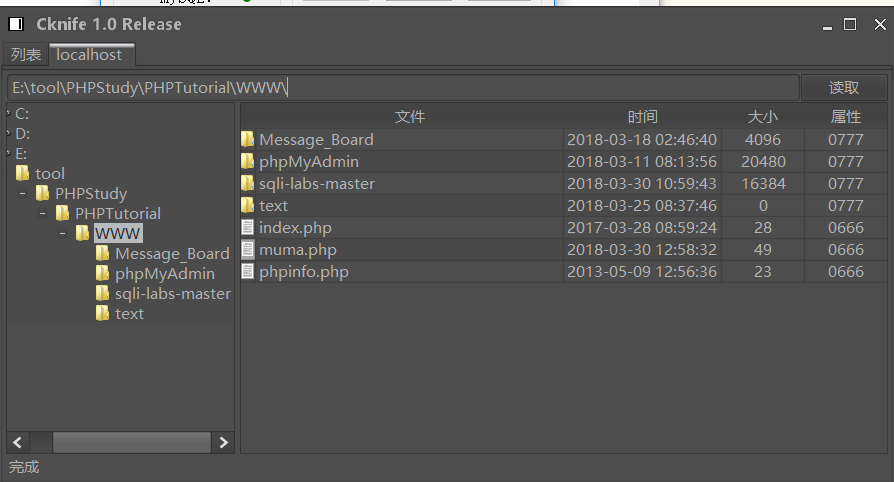 MySQL:
Cknife 1.0 Release
列表 localhost
E:\tool\PHPStudy\PHPTutorial\WWW\ 读取
C:
D:
E:
tool
PHPStudy
PHPTutorial
WWW
Message_Board
phpMyAdmin
sqli-labs-master
text
文件 时间 大小 属性
Message_Board 2018-03-18 02:46:40 4096 0777
phpMyAdmin 2018-03-11 08:13:56 20480 0777
sqli-labs-master 2018-03-30 10:59:43 16384 0777
text 2018-03-25 08:37:46 0 0777
index.php 2017-03-28 08:59:24 28 0666
muma.php 2018-03-30 12:58:32 49 0666
phpinfo.php 2013-05-09 12:56:36 23 0666
完成